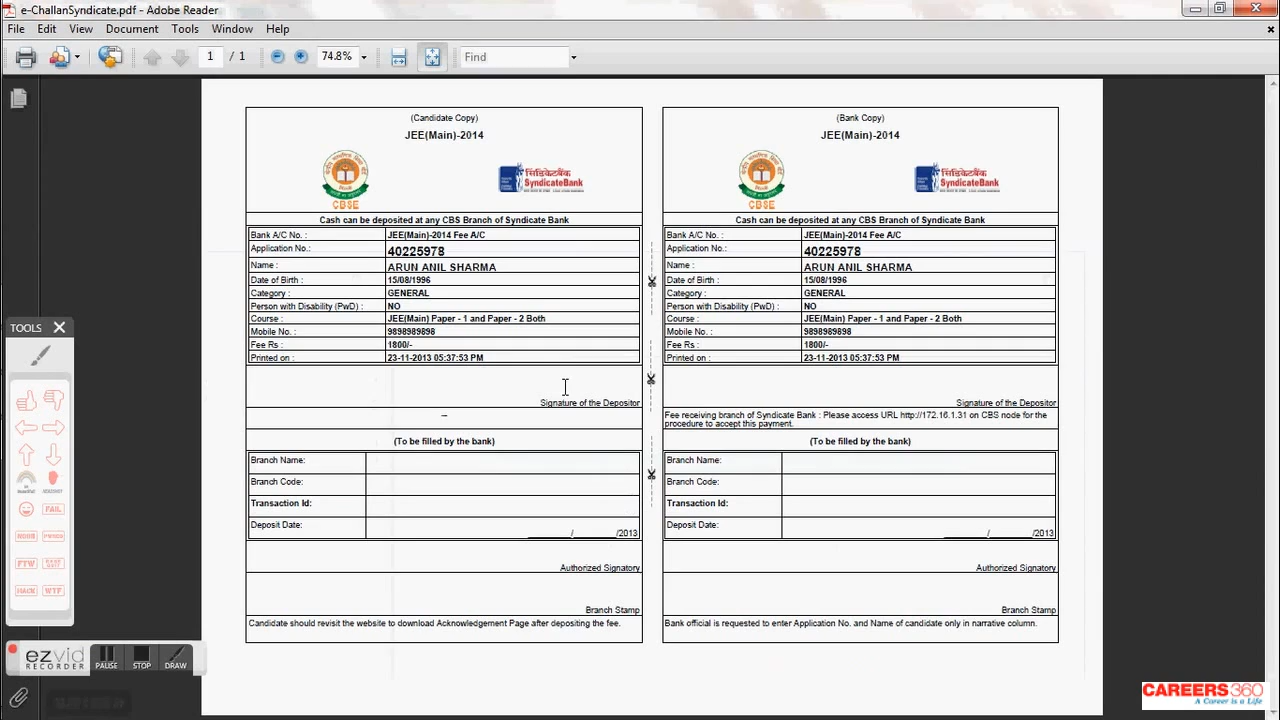 e-ChallanSyndicate.pdf - Adobe Reader
File Edit View Document Tools Window Help
1 / 1 74.8% Find
(Candidate Copy)
JEE(Main)-2014
CBSE
सिंडिकेटबैंक
SyndicateBank
Cash can be deposited at any CBS Branch of Syndicate Bank
Bank A/C No. : JEE(Main)-2014 Fee A/C
Application No.: 40225978
Name : ARUN ANIL SHARMA
Date of Birth : 15/08/1996
Category : GENERAL
Person with Disability (PwD) : NO
Course : JEE(Main) Paper - 1 and Paper - 2 Both
Mobile No. : 9898989898
Fee Rs : 1800/-
Printed on : 23-11-2013 05:37:53 PM
Signature of the Depositor
--
(To be filled by the bank)
Branch Name:
Branch Code:
Transaction Id:
Deposit Date: ______/______/2013
Authorized Signatory
Branch Stamp
Candidate should revisit the website to download Acknowledgement Page after depositing the fee.
(Bank Copy)
JEE(Main)-2014
CBSE
सिंडिकेटबैंक
SyndicateBank
Cash can be deposited at any CBS Branch of Syndicate Bank
Bank A/C No. : JEE(Main)-2014 Fee A/C
Application No.: 40225978
Name : ARUN ANIL SHARMA
Date of Birth : 15/08/1996
Category : GENERAL
Person with Disability (PwD) : NO
Course : JEE(Main) Paper - 1 and Paper - 2 Both
Mobile No. : 9898989898
Fee Rs : 1800/-
Printed on : 23-11-2013 05:37:53 PM
Signature of the Depositor
Fee receiving branch of Syndicate Bank : Please access URL http://172.16.1.31 on CBS node for the
procedure to accept this payment.
(To be filled by the bank)
Branch Name:
Branch Code:
Transaction Id:
Deposit Date: ______/______/2013
Authorized Signatory
Branch Stamp
Bank official is requested to enter Application No. and Name of candidate only in narrative column.
TOOLS
FAIL
NOOB PWNED
FTW
HACK WTF
ezvid
RECORDER
PAUSE STOP DRAW
CAREERS360
A Career is a Life